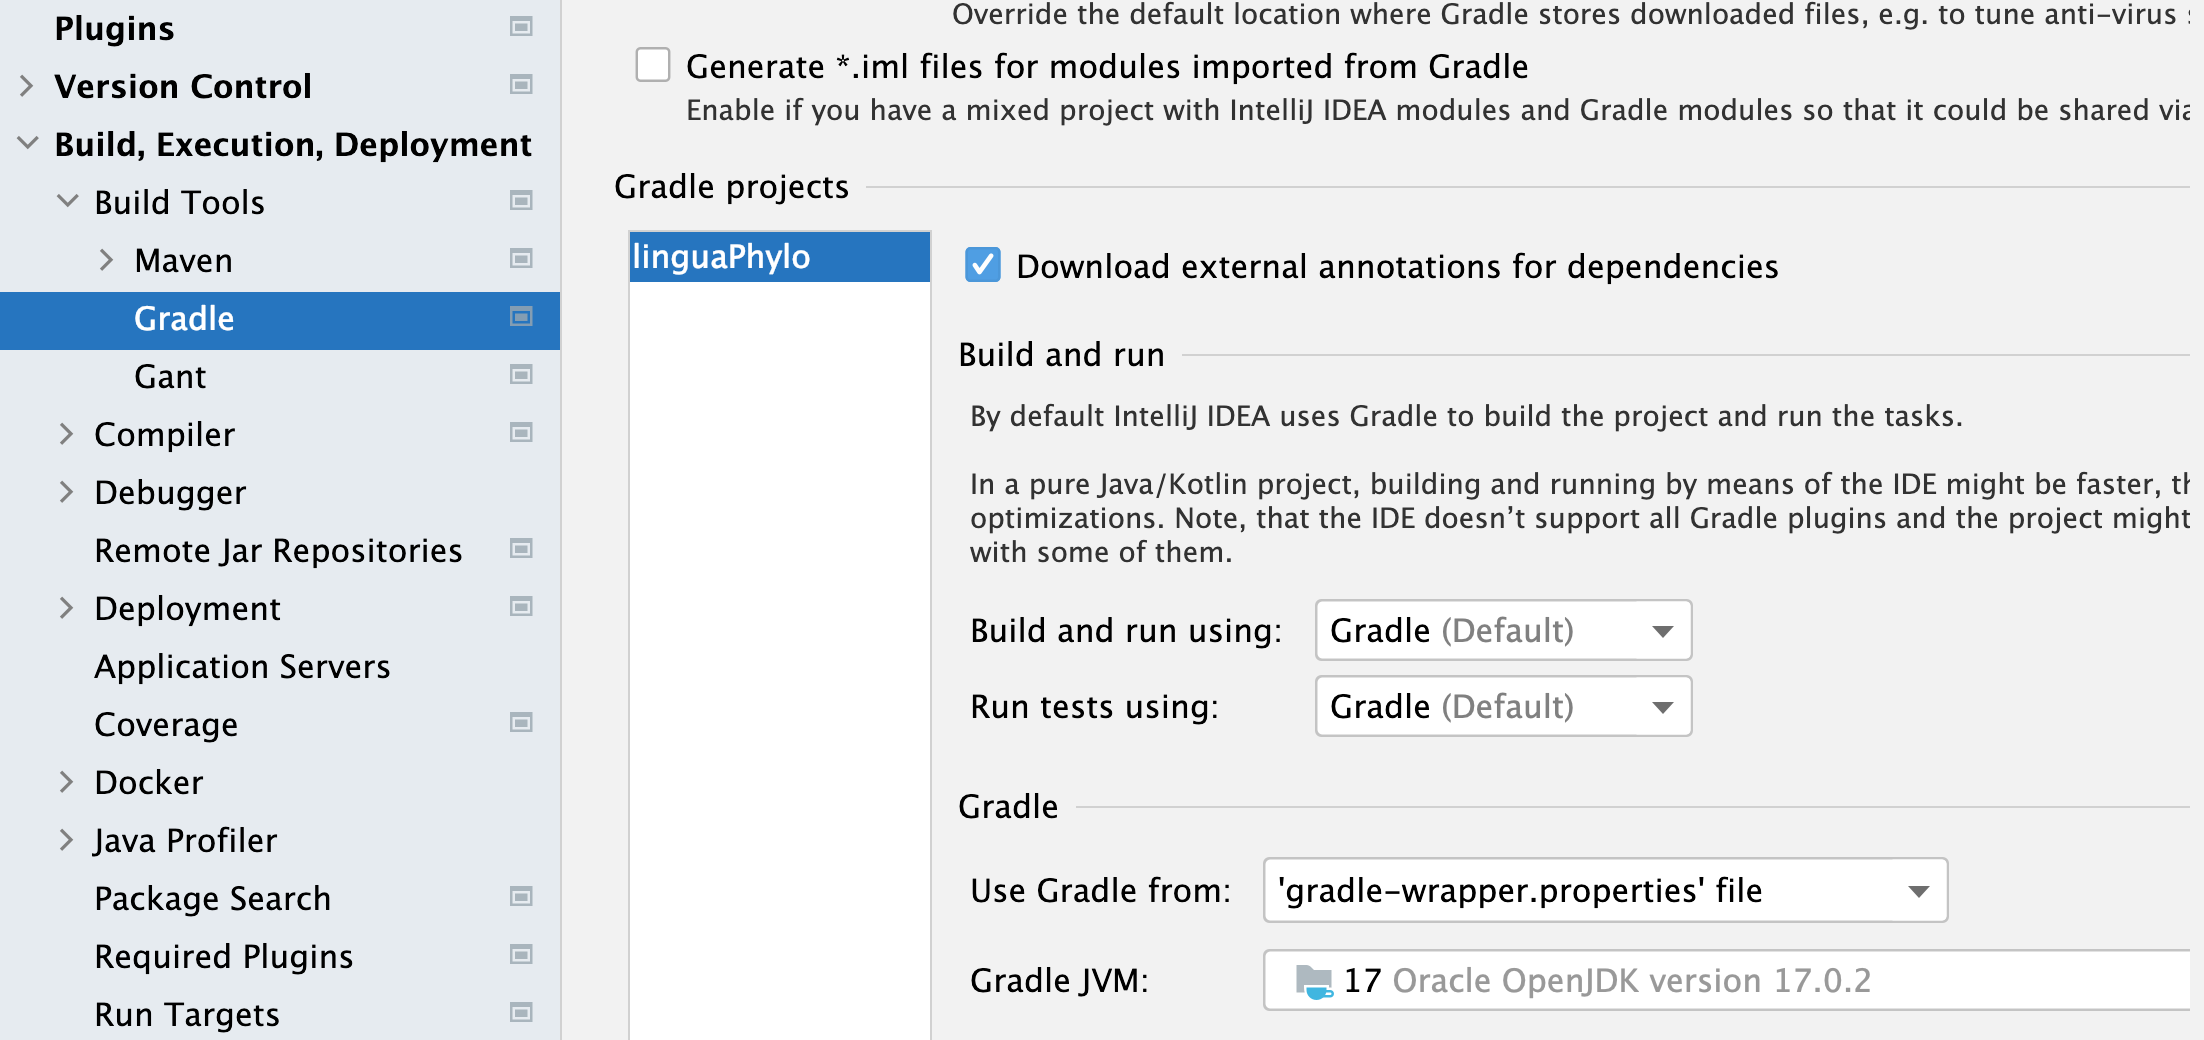 Plugins
Version Control
Build, Execution, Deployment
Build Tools
Maven
Gradle
Gant
Compiler
Debugger
Remote Jar Repositories
Deployment
Application Servers
Coverage
Docker
Java Profiler
Package Search
Required Plugins
Run Targets
Override the default location where Gradle stores downloaded files, e.g. to tune anti-virus
Generate *.iml files for modules imported from Gradle
Enable if you have a mixed project with IntelliJ IDEA modules and Gradle modules so that it could be shared via
Gradle projects
linguaPhylo
Download external annotations for dependencies
Build and run
By default IntelliJ IDEA uses Gradle to build the project and run the tasks.
In a pure Java/Kotlin project, building and running by means of the IDE might be faster,
optimizations. Note, that the IDE doesn't support all Gradle plugins and the project might
with some of them.
Build and run using: Gradle (Default)
Run tests using: Gradle (Default)
Gradle
Use Gradle from: 'gradle-wrapper.properties' file
Gradle JVM: 17 Oracle OpenJDK version 17.0.2